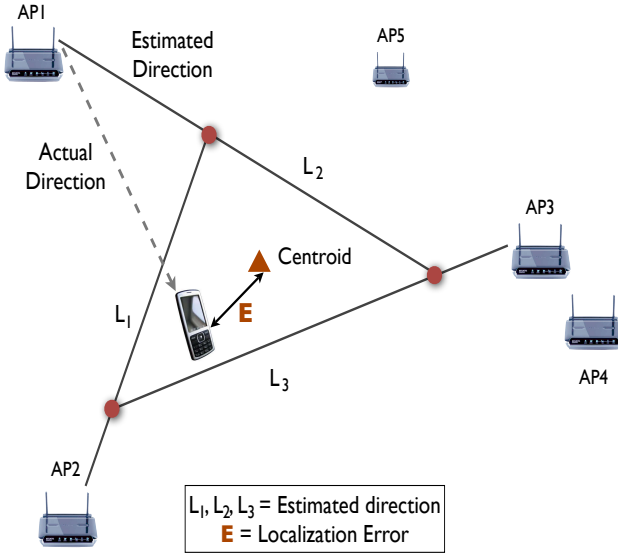 AP1
Estimated
Direction
AP5
Actual
Direction
L2
AP3
Centroid
E
L1
L3
AP4
AP2
L1, L2, L3 = Estimated direction
E = Localization Error